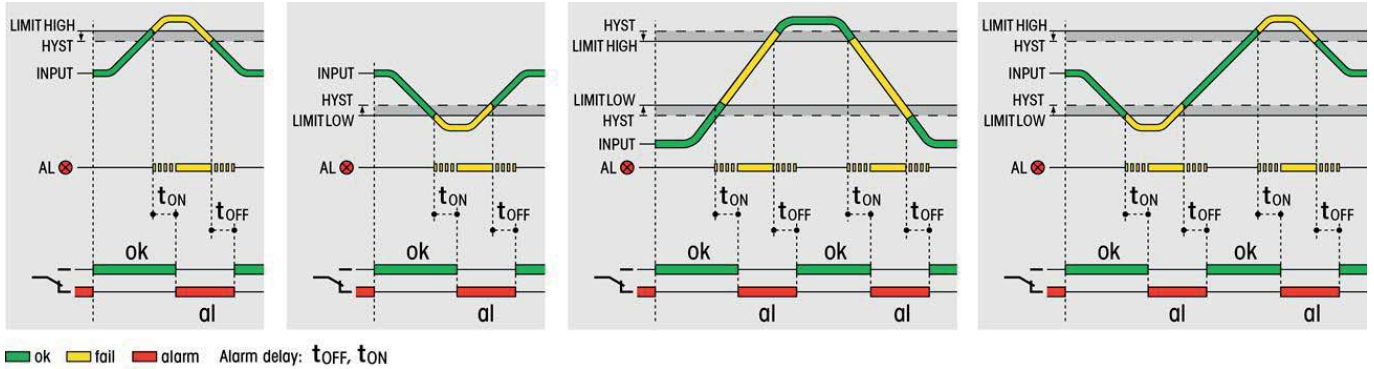 LIMIT HIGH
HYST
INPUT
AL
tON
tOFF
ok
al
INPUT
HYST
LIMIT LOW
AL
tON
tOFF
ok
al
HYST
LIMIT HIGH
LIMIT LOW
HYST
INPUT
AL
tON
tOFF
tON
tOFF
ok
ok
al
al
LIMIT HIGH
HYST
INPUT
HYST
LIMIT LOW
AL
tON
tOFF
tON
tOFF
ok
ok
al
al
ok fail alarm Alarm delay: tOFF, tON